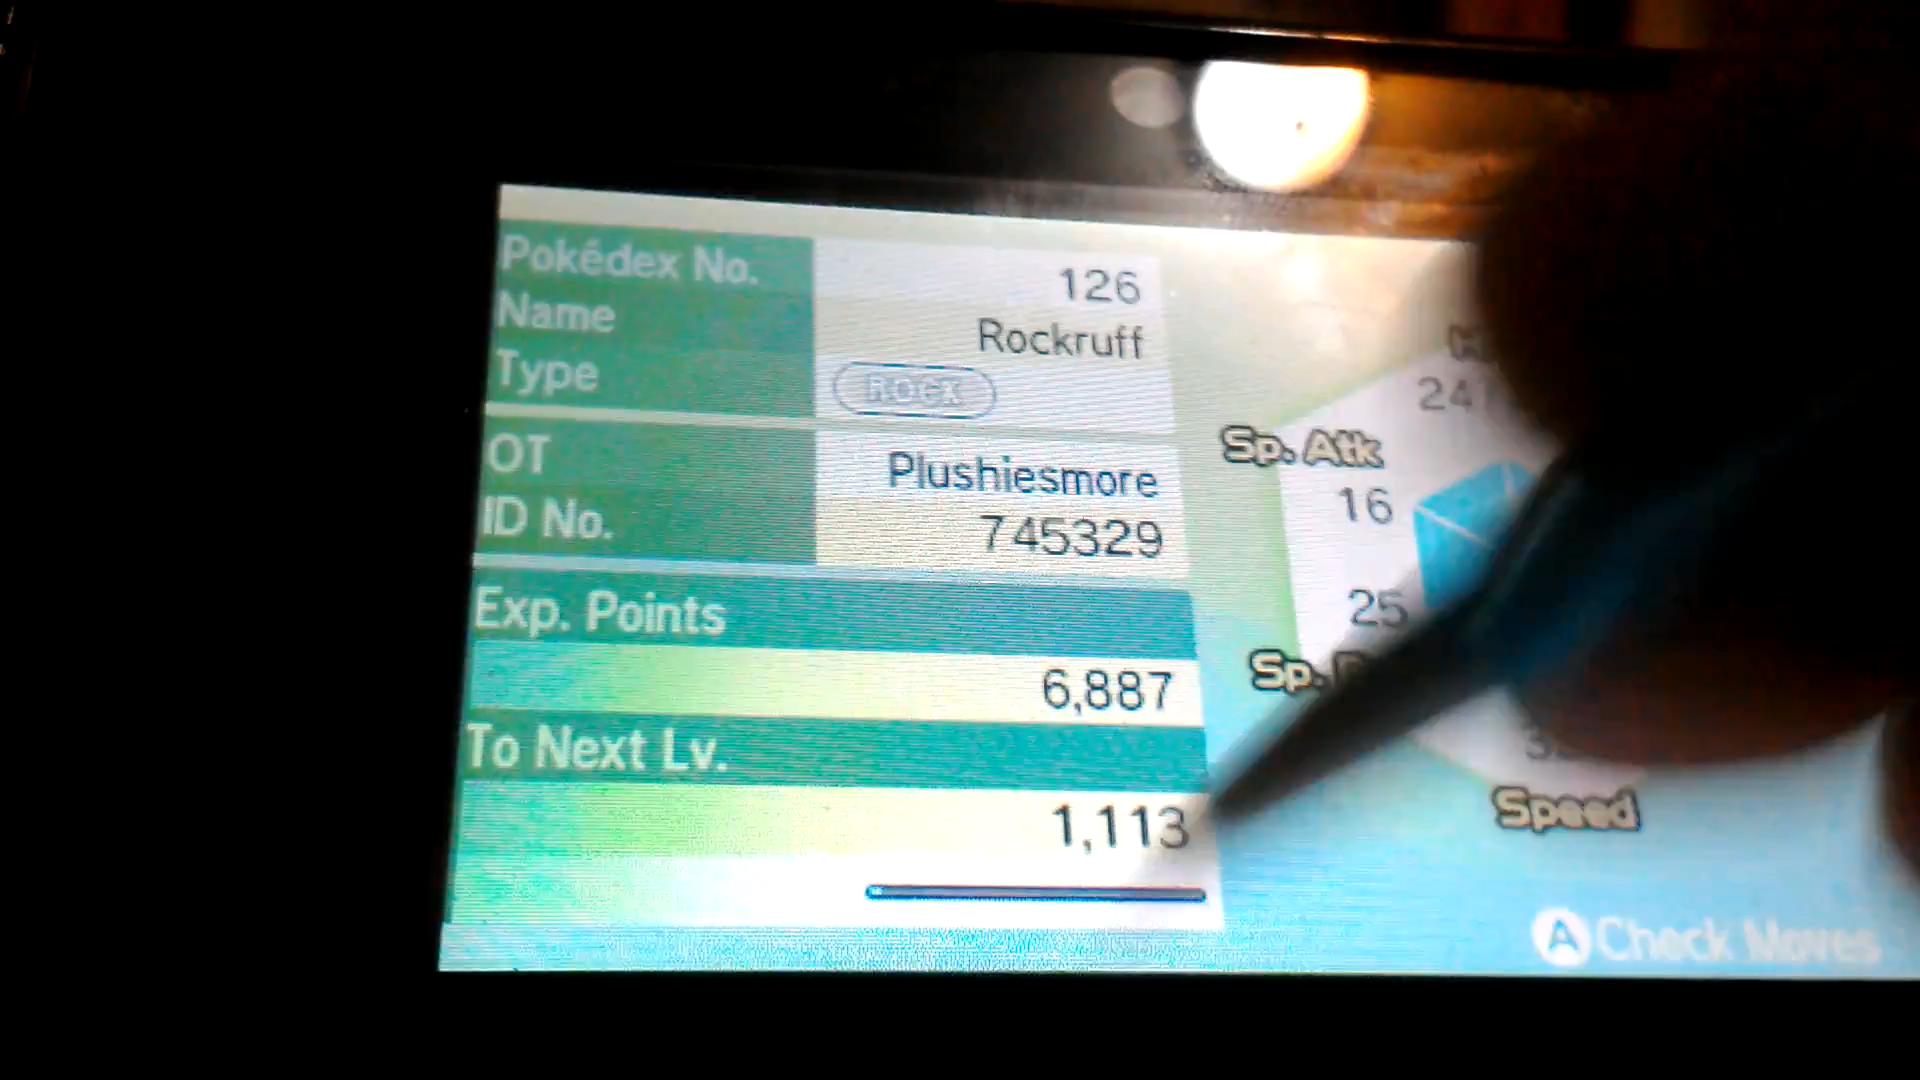 Pokédex No. 126
Name Rockruff
Type ROCK
OT Plushiesmore
ID No. 745329
Exp. Points
6,887
To Next Lv.
1,113
24
Sp. Atk
16
25
Sp.
Speed
A Check Moves